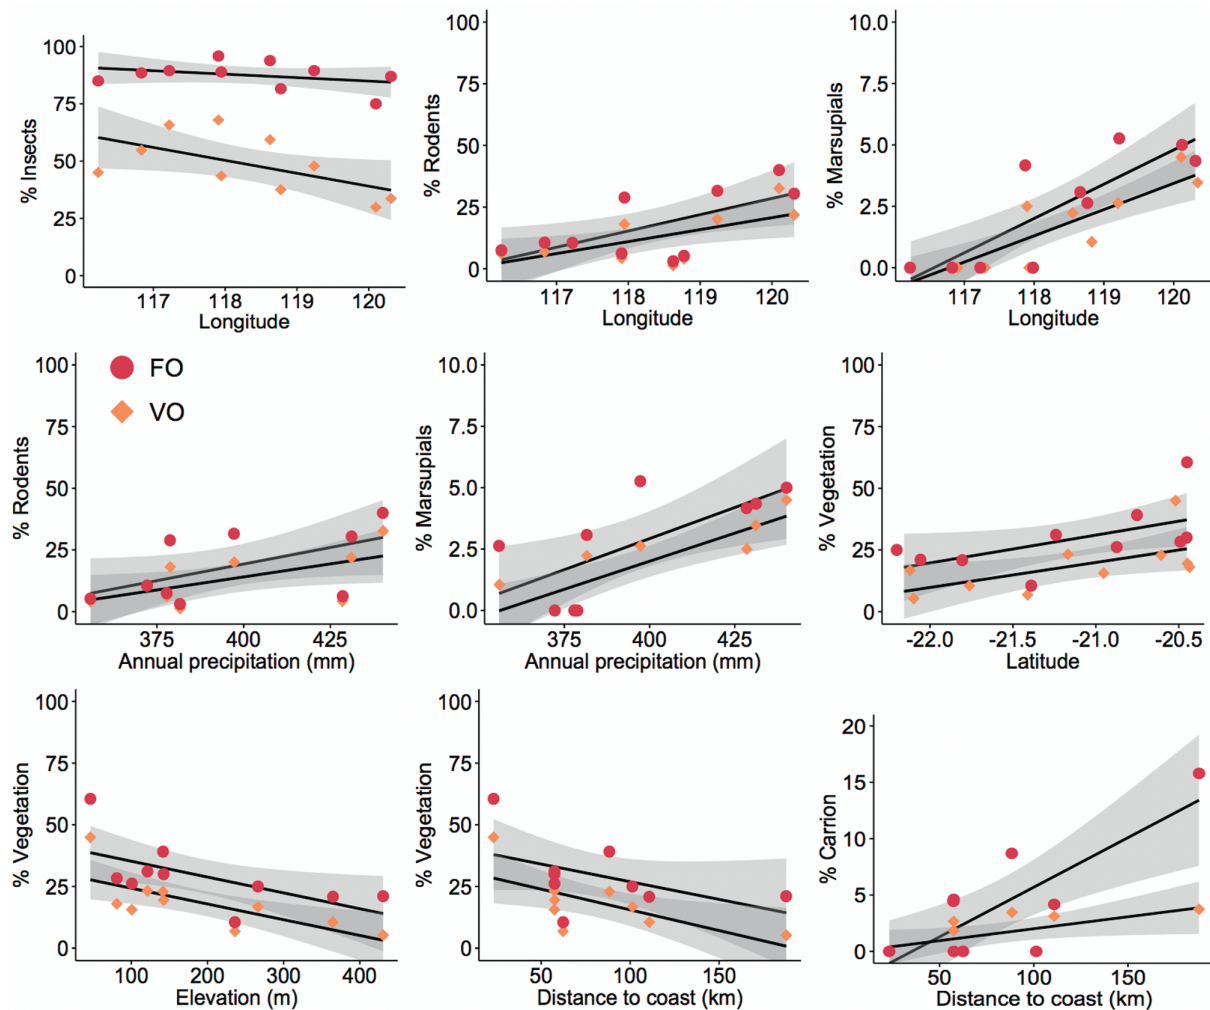 100
75
50
25
0
% Insects
117 118 119 120
Longitude
100
75
50
25
0
% Rodents
117 118 119 120
Longitude
10.0
7.5
5.0
2.5
0.0
% Marsupials
117 118 119 120
Longitude
100
75
50
25
0
% Rodents
FO
VO
375 400 425
Annual precipitation (mm)
10.0
7.5
5.0
2.5
0.0
% Marsupials
375 400 425
Annual precipitation (mm)
100
75
50
25
0
% Vegetation
-22.0 -21.5 -21.0 -20.5
Latitude
100
75
50
25
0
% Vegetation
100 200 300 400
Elevation (m)
100
75
50
25
0
% Vegetation
50 100 150
Distance to coast (km)
20
15
10
5
0
% Carrion
50 100 150
Distance to coast (km)